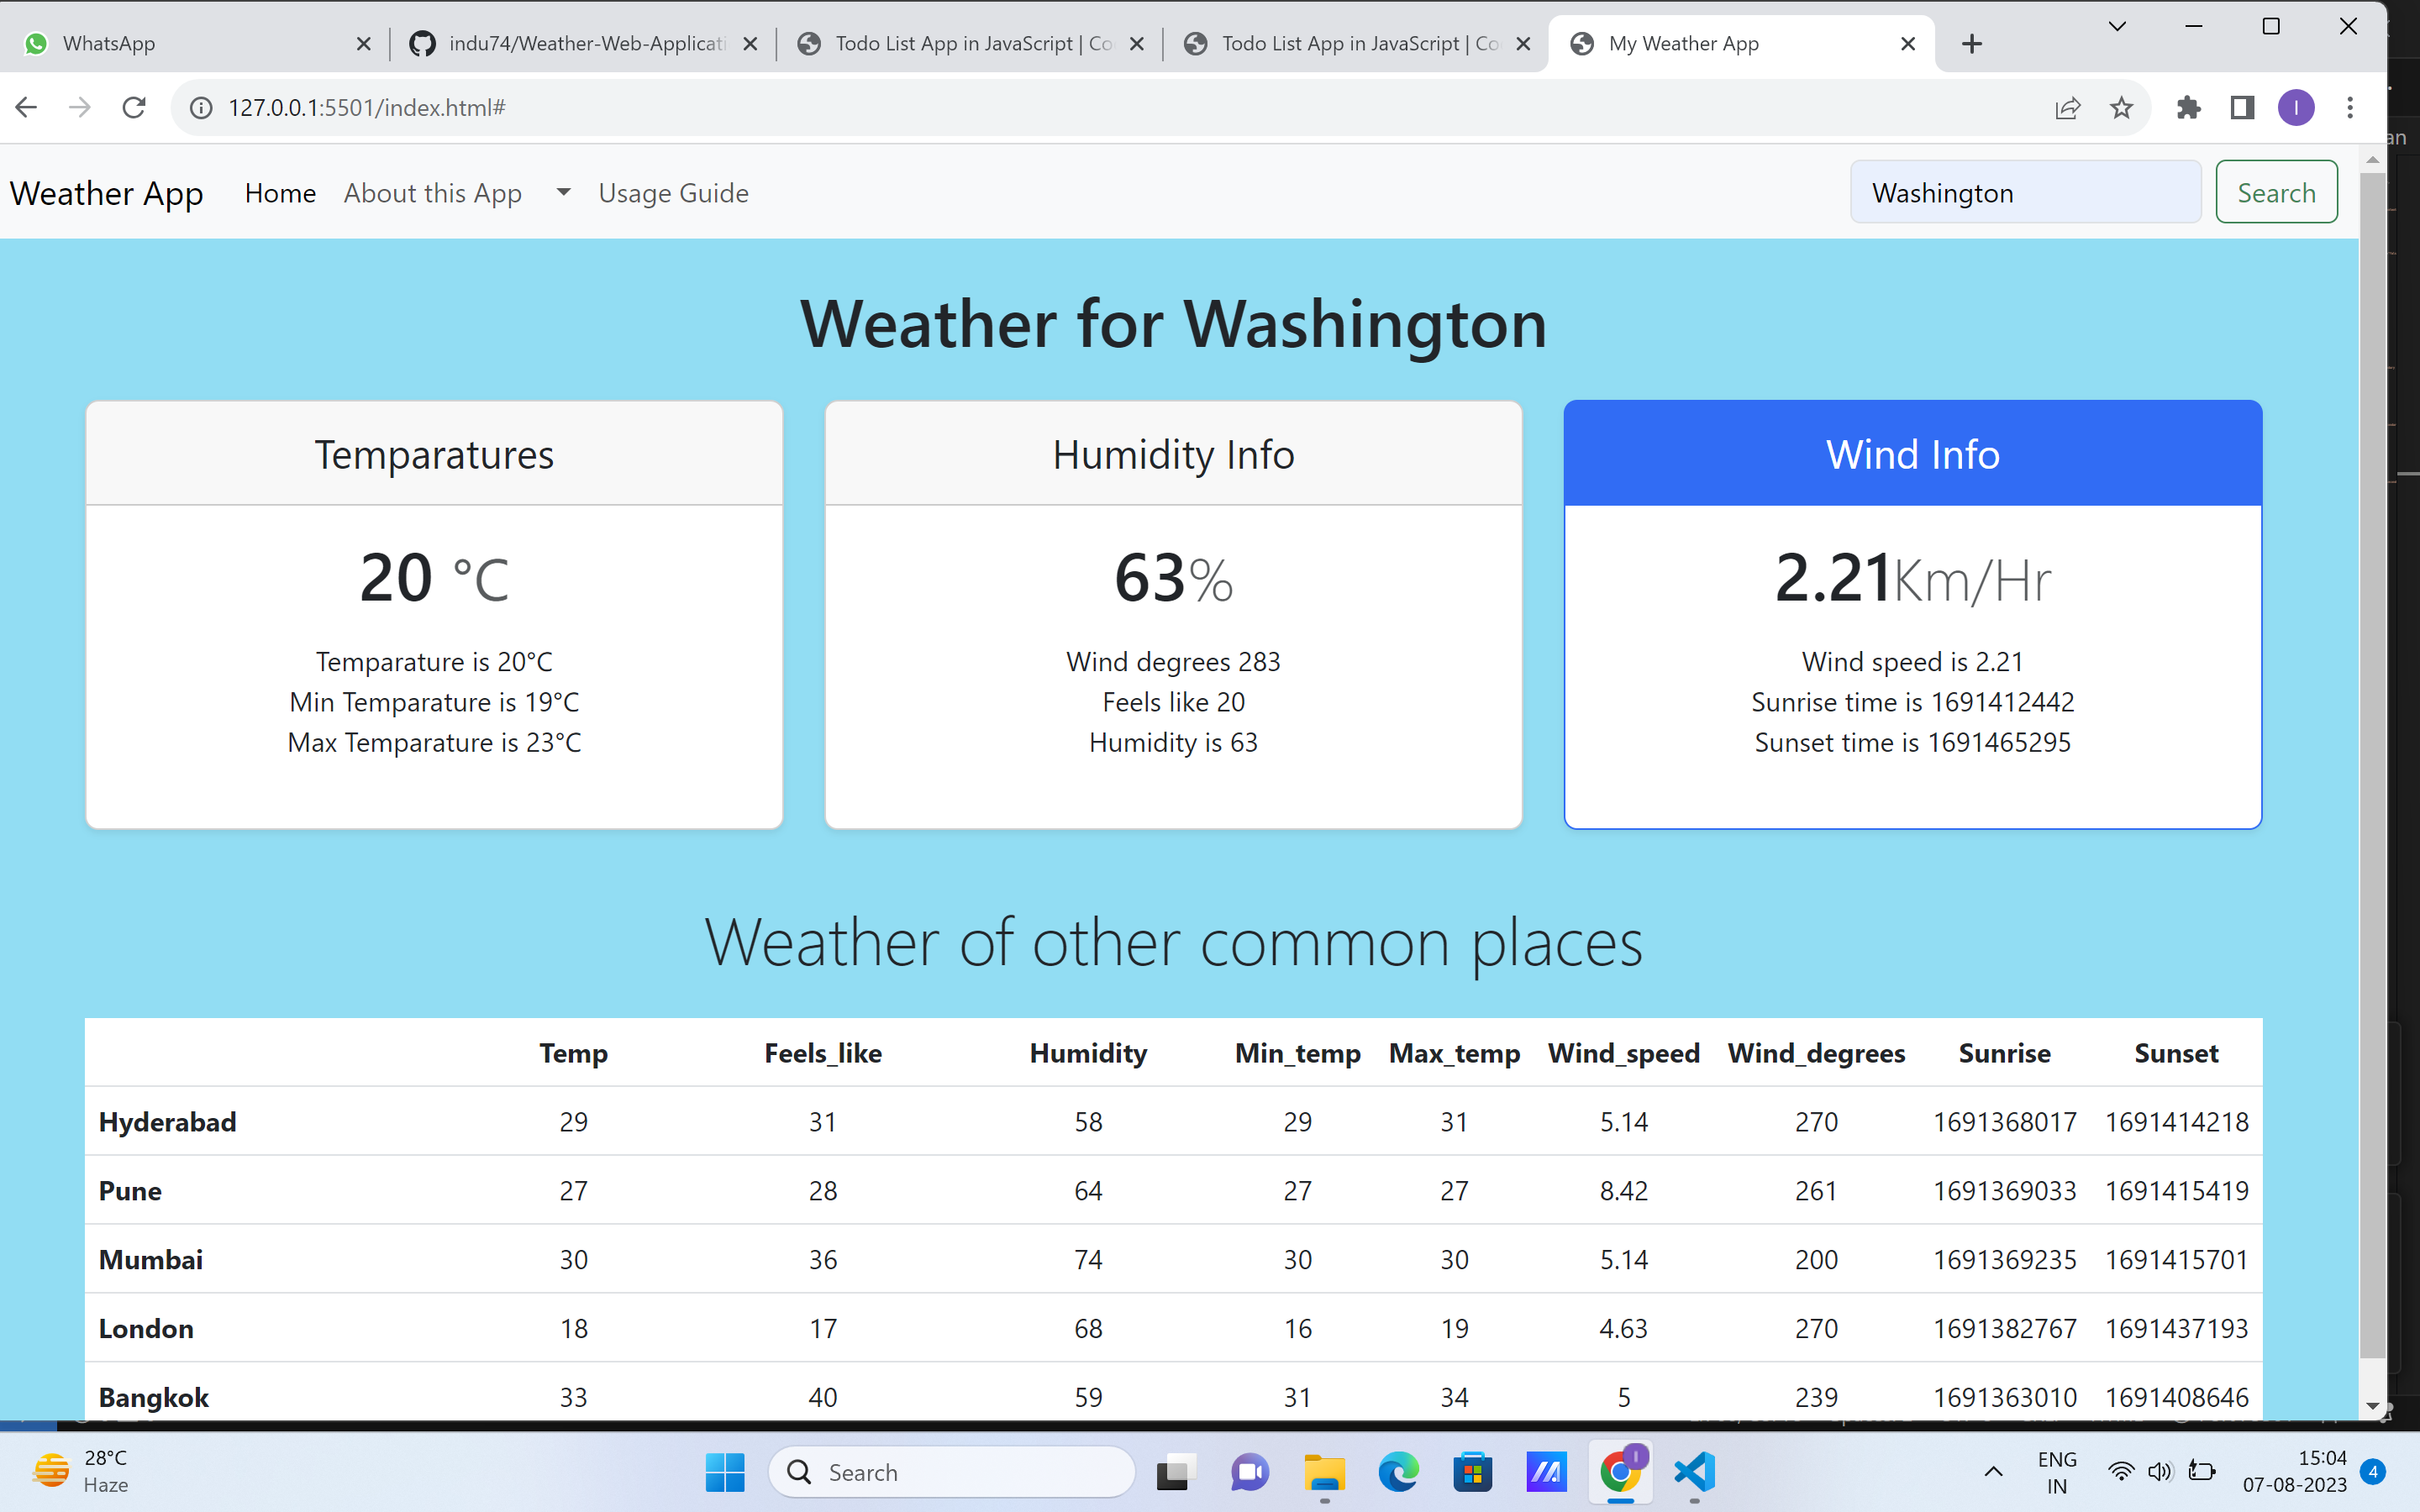 WhatsApp
indu74/Weather-Web-Applicati
Todo List App in JavaScript | Co
Todo List App in JavaScript | Co
My Weather App
127.0.0.1:5501/index.html#
I
Weather App Home About this App Usage Guide Washington Search
Weather for Washington
Temparatures
20 °C
Temparature is 20°C
Min Temparature is 19°C
Max Temparature is 23°C
Humidity Info
63%
Wind degrees 283
Feels like 20
Humidity is 63
Wind Info
2.21Km/Hr
Wind speed is 2.21
Sunrise time is 1691412442
Sunset time is 1691465295
Weather of other common places
Temp Feels_like Humidity Min_temp Max_temp Wind_speed Wind_degrees Sunrise Sunset
Hyderabad 29 31 58 29 31 5.14 270 1691368017 1691414218
Pune 27 28 64 27 27 8.42 261 1691369033 1691415419
Mumbai 30 36 74 30 30 5.14 200 1691369235 1691415701
London 18 17 68 16 19 4.63 270 1691382767 1691437193
Bangkok 33 40 59 31 34 5 239 1691363010 1691408646
28°C
Haze
Search
I
ENG
IN
15:04
07-08-2023
4